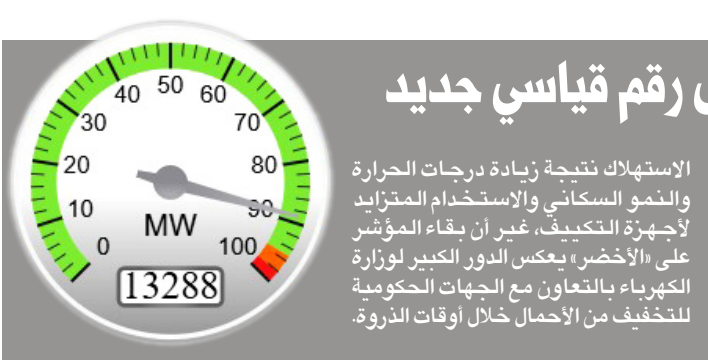 رقم قياسي جديد
الاستهلاك نتيجة زيادة درجات الحرارة
والنمو السكاني والاستخدام المتزايد
لأجهزة التكييف، غير أن بقاء المؤشر
على «الأخضر» يعكس الدور الكبير لوزارة
الكهرباء بالتعاون مع الجهات الحكومية
للتخفيف من الأحمال خلال أوقات الذروة.
0
10
20
30
40
50
60
70
80
90
100
MW
13288